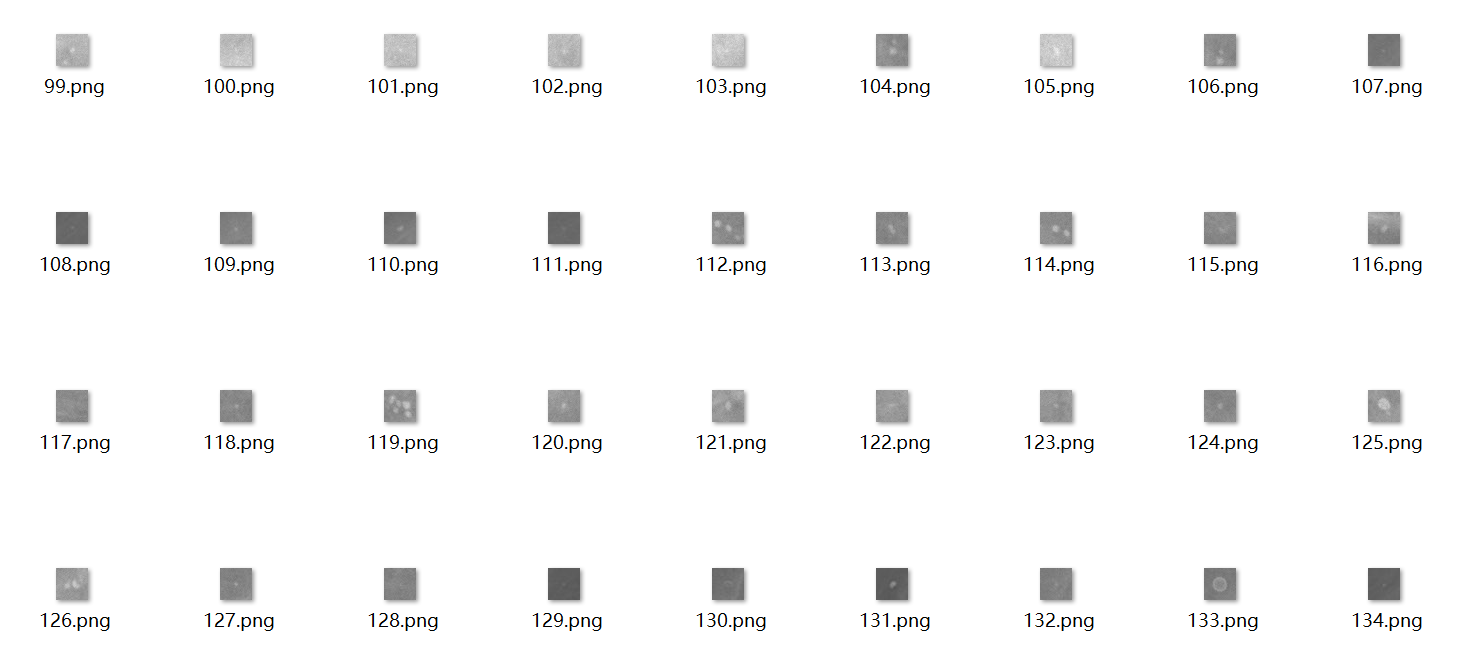 99.png 100.png 101.png 102.png 103.png 104.png 105.png 106.png 107.png
108.png 109.png 110.png 111.png 112.png 113.png 114.png 115.png 116.png
117.png 118.png 119.png 120.png 121.png 122.png 123.png 124.png 125.png
126.png 127.png 128.png 129.png 130.png 131.png 132.png 133.png 134.png